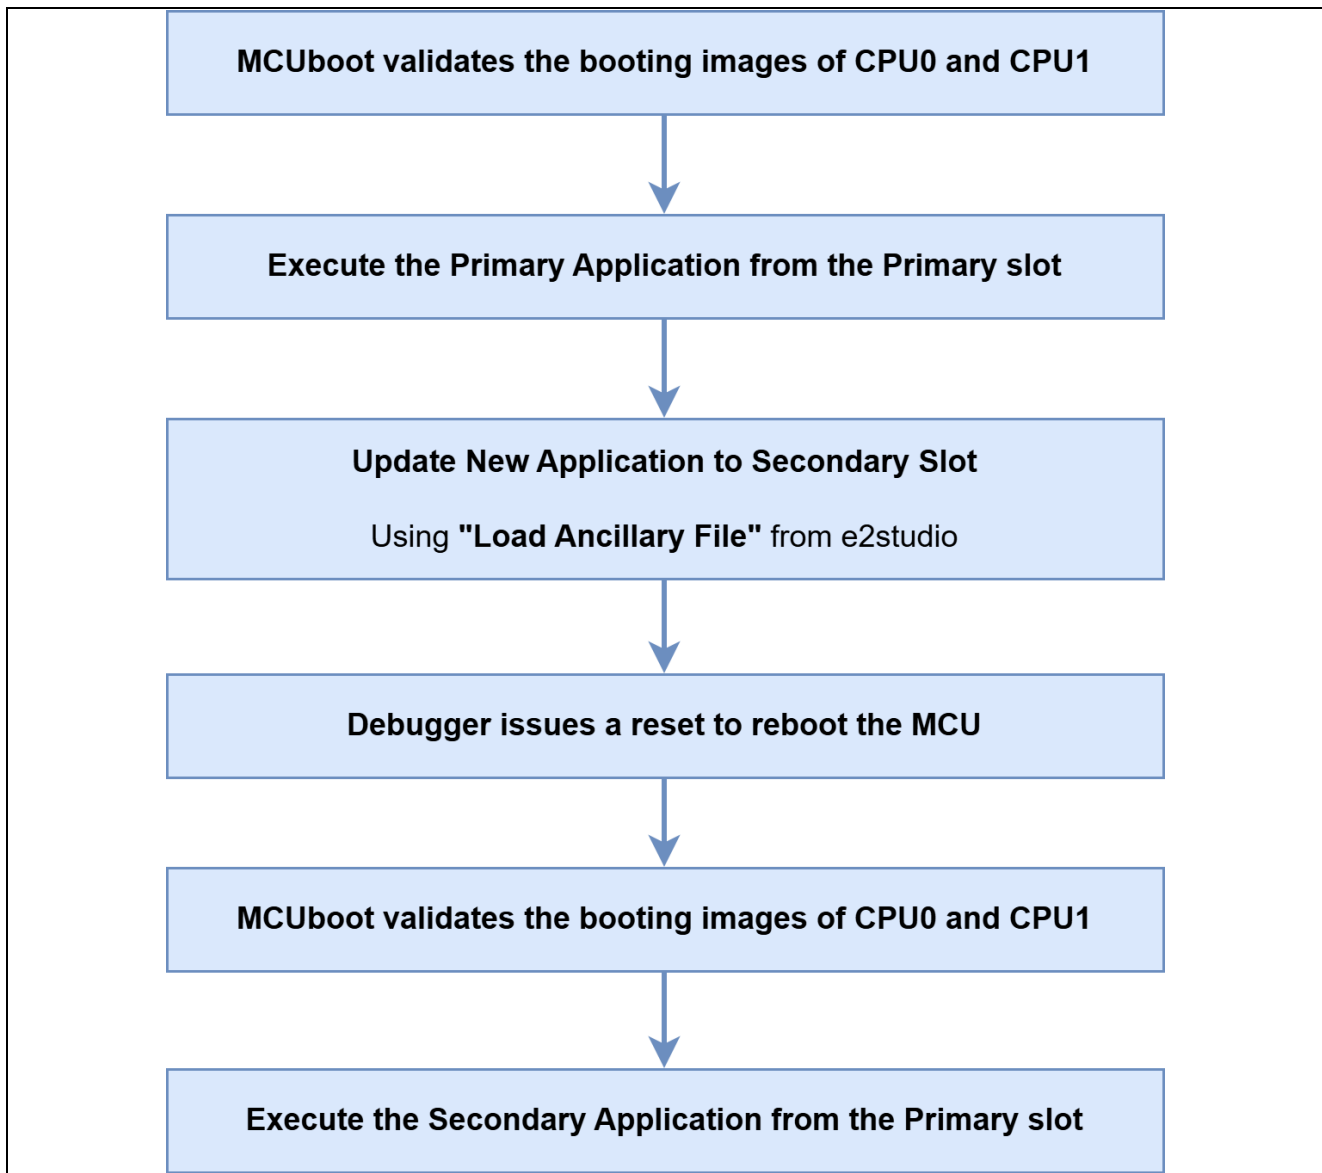 MCUboot validates the booting images of CPU0 and CPU1
Execute the Primary Application from the Primary slot
Update New Application to Secondary Slot
Using "Load Ancillary File" from e2studio
Debugger issues a reset to reboot the MCU
MCUboot validates the booting images of CPU0 and CPU1
Execute the Secondary Application from the Primary slot